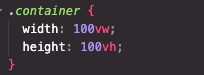 .container {
width: 100vw;
height: 100vh;
}